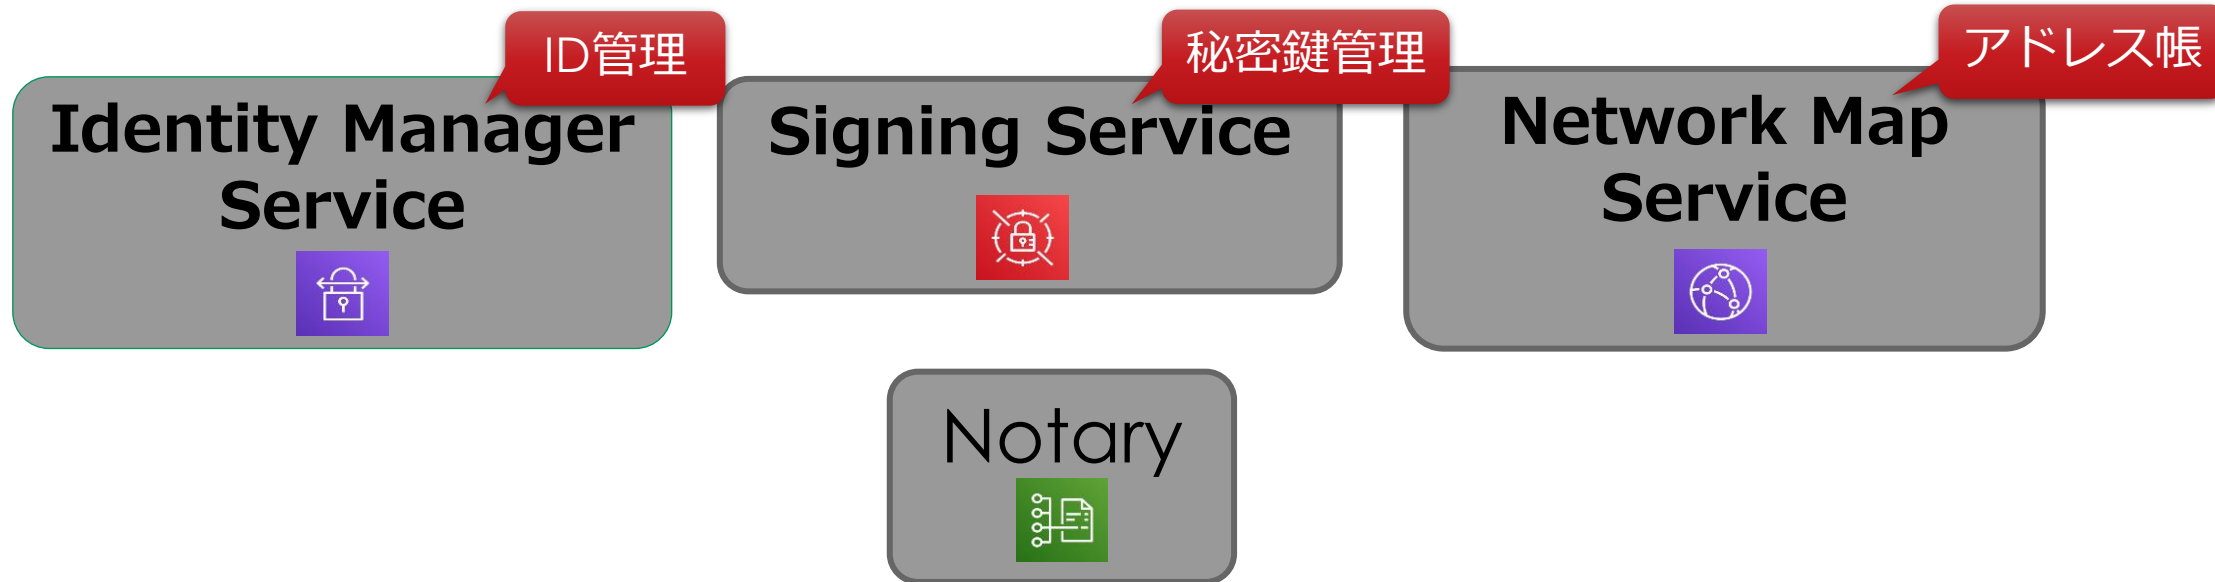 ID管理
Identity Manager
Service
秘密鍵管理
Signing Service
アドレス帳
Network Map
Service
Notary